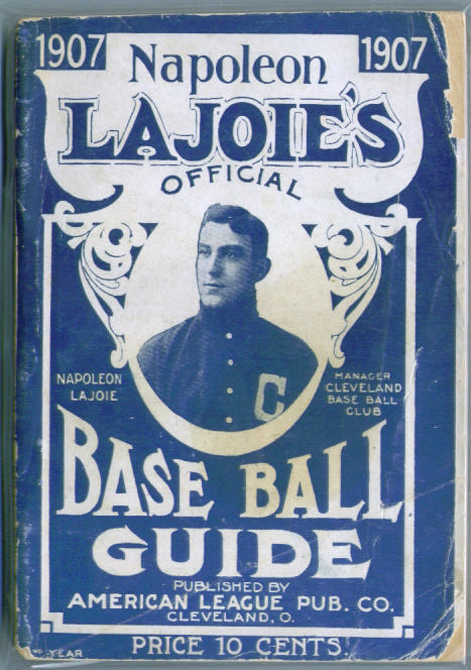 1907 1907
Napoleon
LAJOIE'S
OFFICIAL
NAPOLEON
LAJOIE
MANAGER
CLEVELAND
BASE BALL
CLUB
C
BASE BALL
GUIDE
PUBLISHED BY
AMERICAN LEAGUE PUB. CO.
CLEVELAND, O.
YEAR
PRICE 10 CENTS.